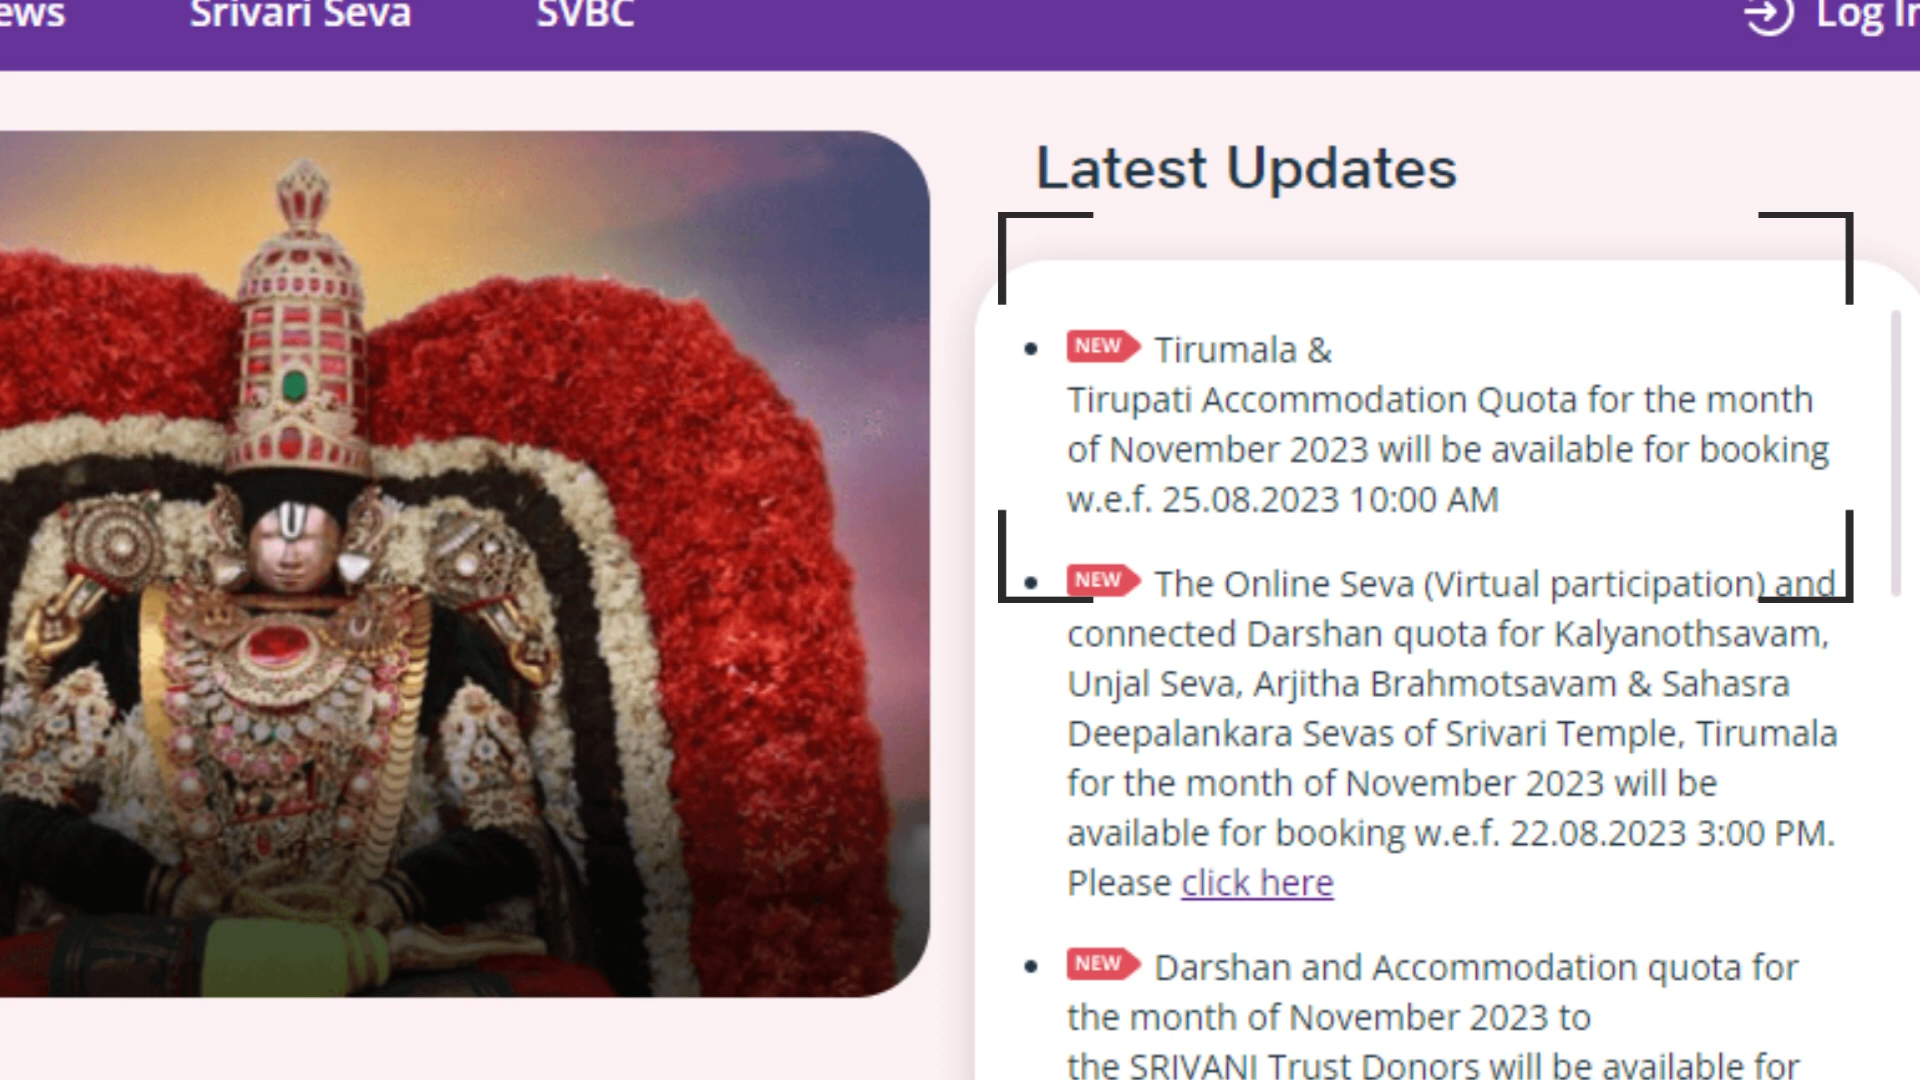 Srivari Seva
SVBC
Latest Updates
NEW Tirumala &
Tirupati Accommodation Quota for the month
of November 2023 will be available for booking
w.e.f. 25.08.2023 10:00 AM
NEW The Online Seva (Virtual participation) and
connected Darshan quota for Kalyanothsavam,
Unjal Seva, Arjitha Brahmotsavam & Sahasra
Deepalankara Sevas of Srivari Temple, Tirumala
for the month of November 2023 will be
available for booking w.e.f. 22.08.2023 3:00 PM.
Please click here
NEW Darshan and Accommodation quota for
the month of November 2023 to
the SRIVANI Trust Donors will be available for